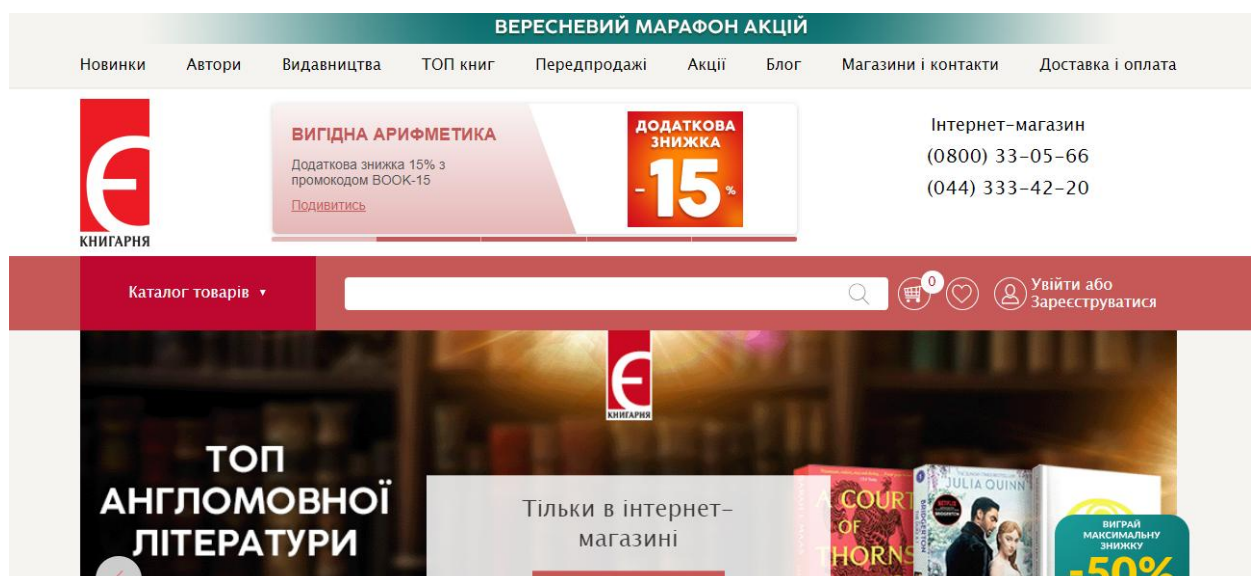 ВЕРЕСНЕВИЙ МАРАФОН АКЦІЙ
Новинки Автори Видавництва ТОП книг Передпродажі Акції Блог Магазини і контакти Доставка і оплата
Є
КНИГАРНЯ
ВИГІДНА АРИФМЕТИКА
Додаткова знижка 15% з
промокодом BOOK-15
Подивитись
ДОДАТКОВА
ЗНИЖКА
-15%
Інтернет-магазин
(0800) 33-05-66
(044) 333-42-20
Каталог товарів
0
Увійти або
Зареєструватися
Є
КНИГАРНЯ
ТОП
АНГЛОМОВНОЇ
ЛІТЕРАТУРИ
Тільки в інтернет-
магазині
A COURT
OF
THORNS
JULIA QUINN
BRIDGERTON
ВИГРАЙ
МАКСИМАЛЬНУ
ЗНИЖКУ
-50%